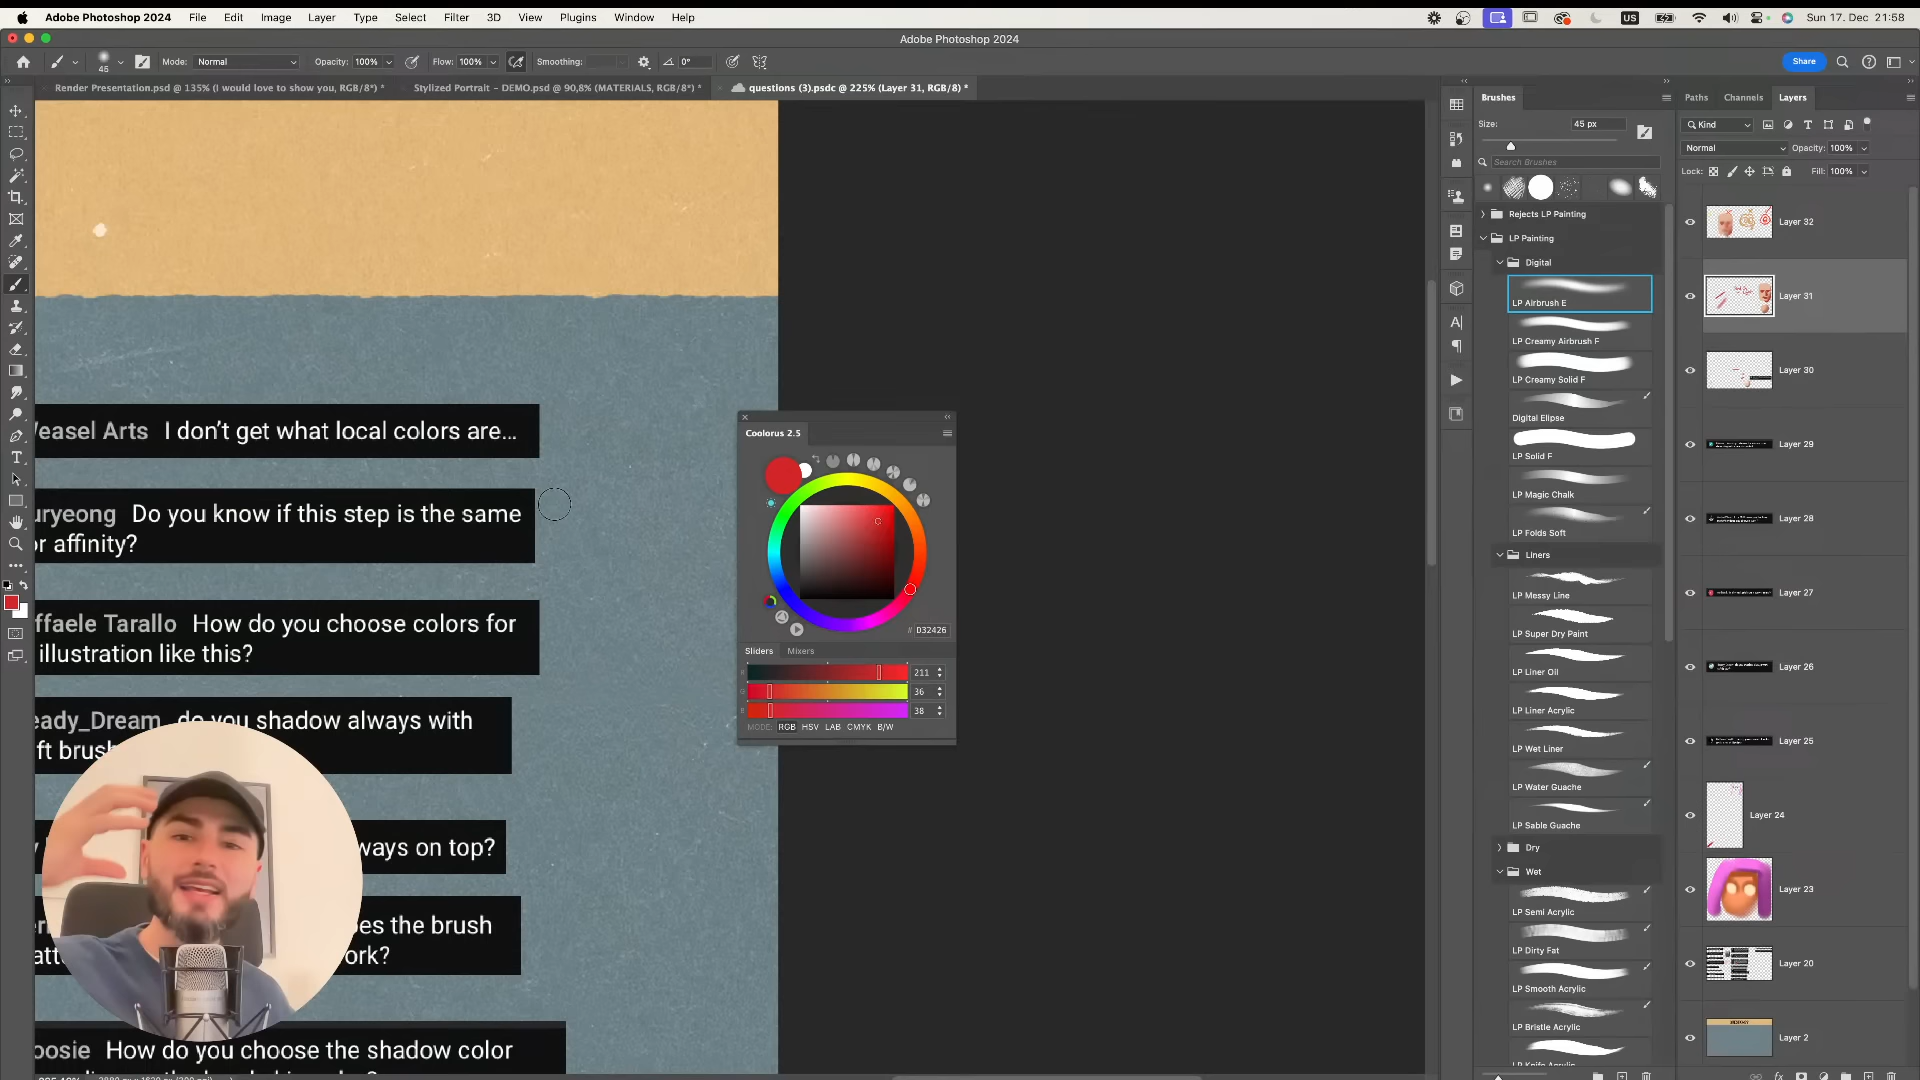 Adobe Photoshop 2024 File Edit Image Layer Type Select Filter 3D View Plugins Window Help US Sun 17. Dec 21:58
Adobe Photoshop 2024
45 Mode: Normal Opacity: 100% Flow: 100% Smoothing: 0° Share
Render Presentation.psd @ 135% (I would love to show you, RGB/8*) *
Stylized Portrait - DEMO.psd @ 90,8% (MATERIALS, RGB/8*) *
questions (3).psdc @ 225% (Layer 31, RGB/8) *
Weasel Arts I don't get what local colors are...
uryeong Do you know if this step is the same
or affinity?
ffaele Tarallo How do you choose colors for
illustration like this?
eady_Dream do you shadow always with
ft brush
ways on top?
es the brush
ork?
oosie How do you choose the shadow color
Coolorus 2.5
# D32426
Sliders Mixers
R 211
G 36
B 38
MODE: RGB HSV LAB CMYK B/W
Brushes
Size: 45 px
Search Brushes
Rejects LP Painting
LP Painting
Digital
LP Airbrush E
LP Creamy Airbrush F
LP Creamy Solid F
Digital Elipse
LP Solid F
LP Magic Chalk
LP Folds Soft
Liners
LP Messy Line
LP Super Dry Paint
LP Liner Oil
LP Liner Acrylic
LP Wet Liner
LP Water Guache
LP Sable Guache
Dry
Wet
LP Semi Acrylic
LP Dirty Fat
LP Smooth Acrylic
LP Bristle Acrylic
LP Knife Acrylic
Paths Channels Layers
Kind
Normal Opacity: 100%
Lock: Fill: 100%
Layer 32
Layer 31
Layer 30
Layer 29
Layer 28
Layer 27
Layer 26
Layer 25
Layer 24
Layer 23
Layer 20
Layer 2